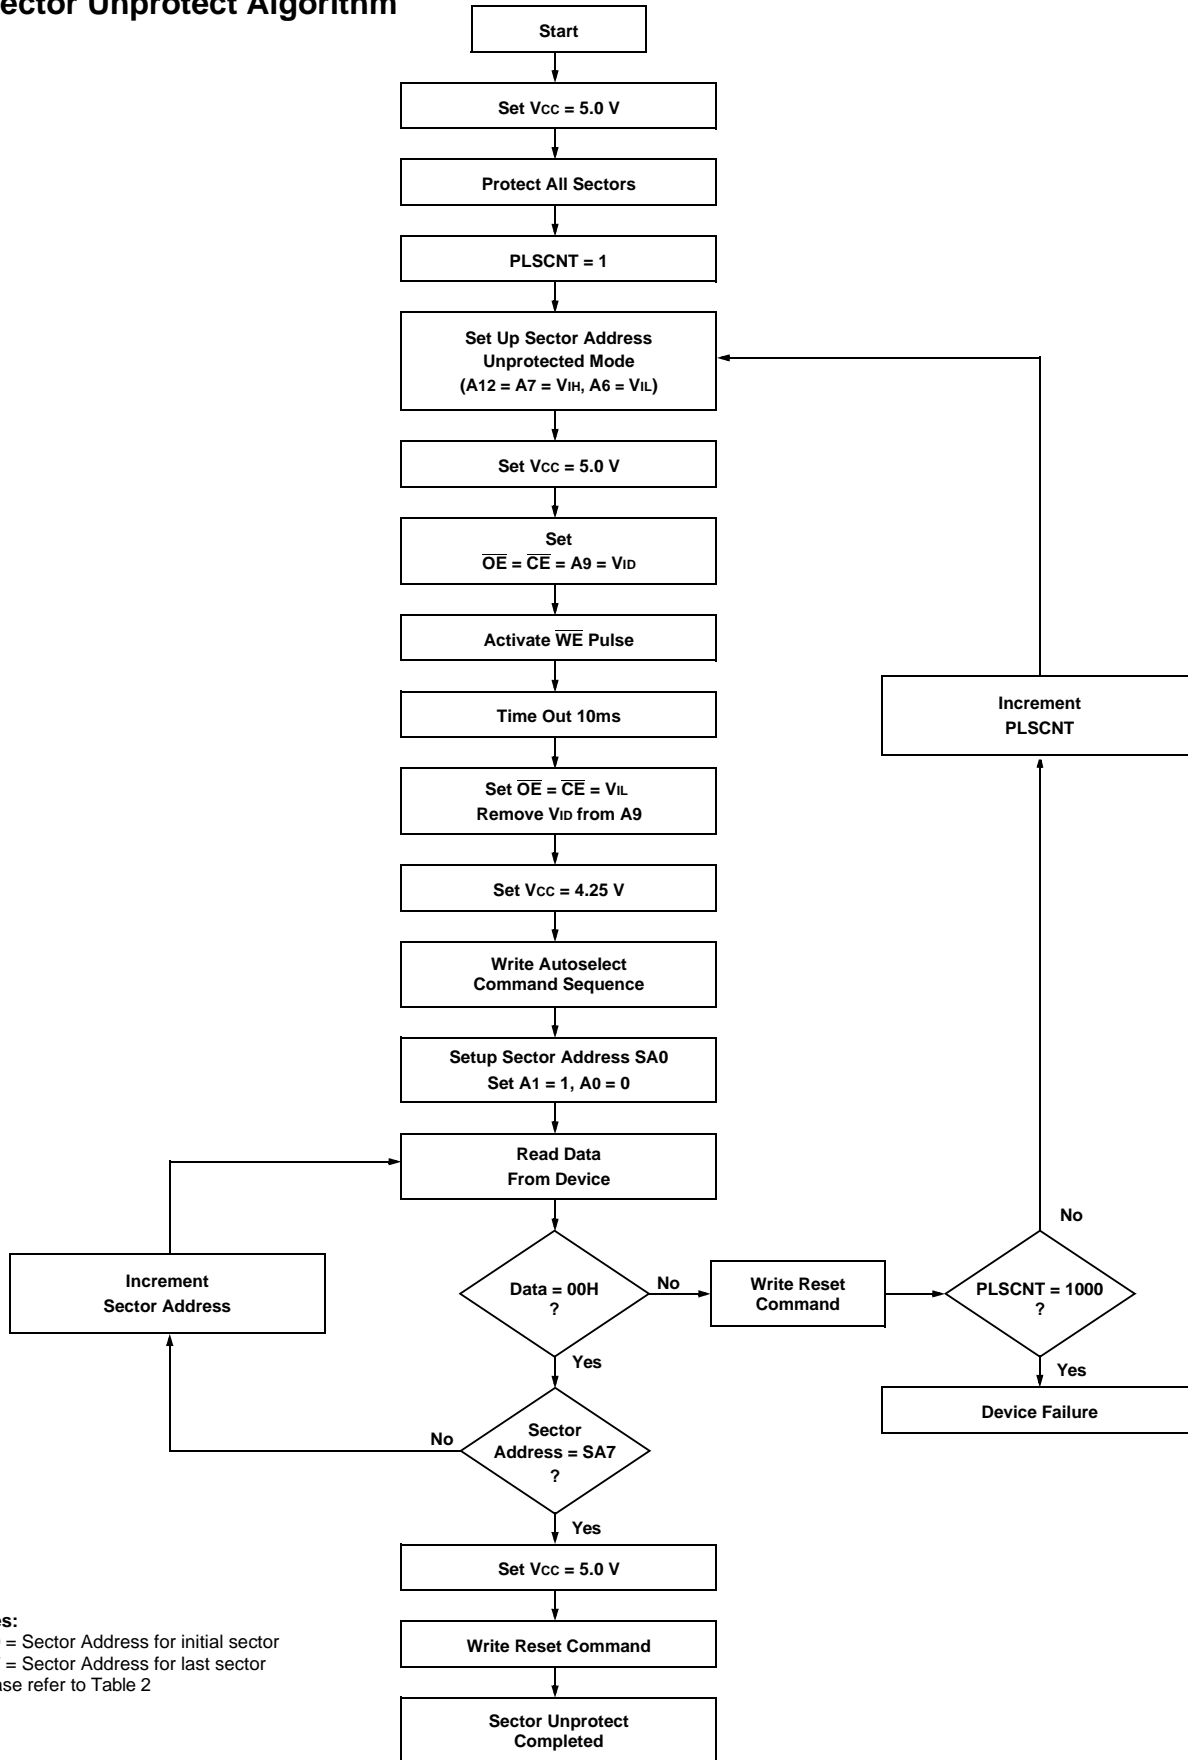 ector Unprotect Algorithm
Start
Set VCC = 5.0 V
Protect All Sectors
PLSCNT = 1
Set Up Sector Address
Unprotected Mode
(A12 = A7 = VIH, A6 = VIL)
Set VCC = 5.0 V
Set
O̅E̅ = C̅E̅ = A9 = VID
Activate W̅E̅ Pulse
Time Out 10ms
Increment
PLSCNT
Set O̅E̅ = C̅E̅ = VIL
Remove VID from A9
Set VCC = 4.25 V
Write Autoselect
Command Sequence
Setup Sector Address SA0
Set A1 = 1, A0 = 0
Read Data
From Device
No
Increment
Sector Address
Data = 00H
?
No
Write Reset
Command
PLSCNT = 1000
?
Yes
Yes
Device Failure
No
Sector
Address = SA7
?
Yes
Set VCC = 5.0 V
es:
= Sector Address for initial sector
= Sector Address for last sector
ase refer to Table 2
Write Reset Command
Sector Unprotect
Completed